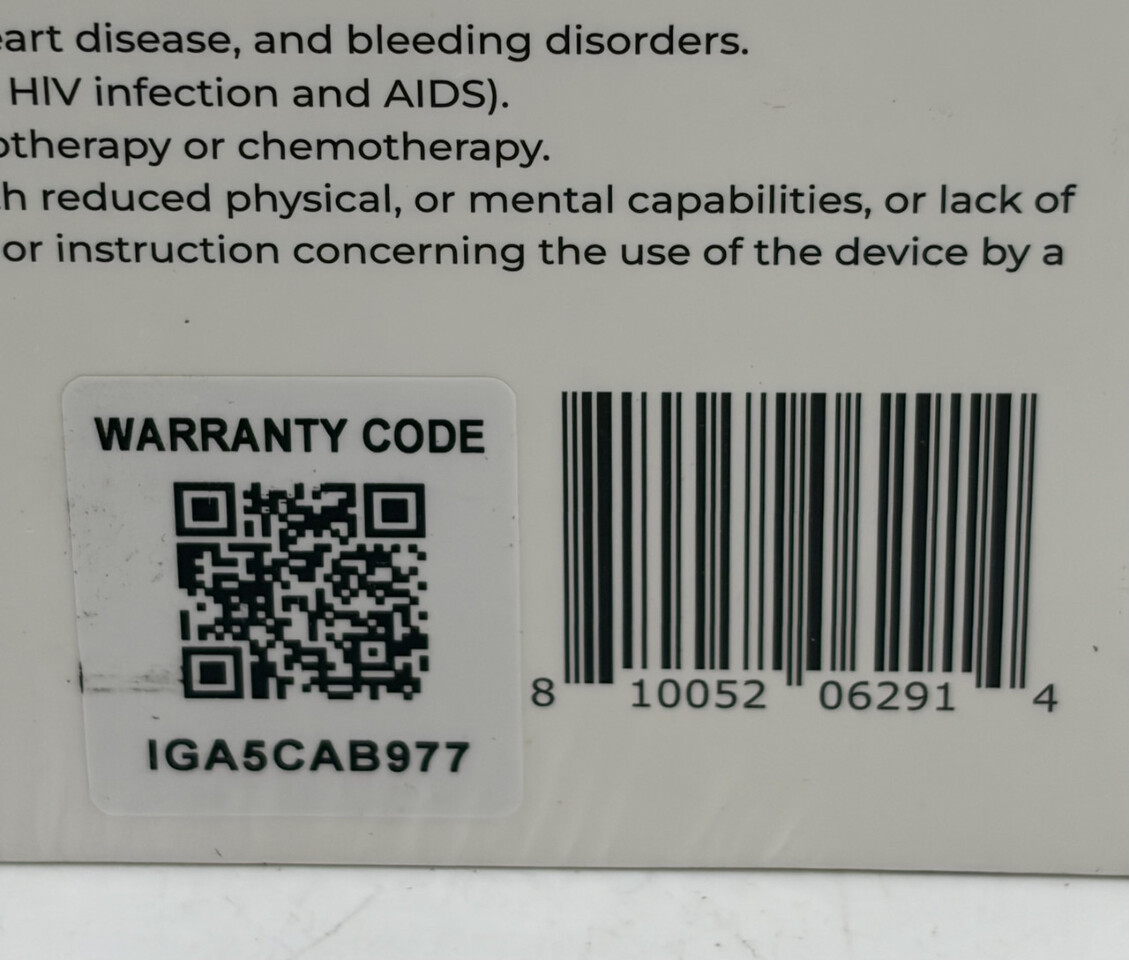 eart disease, and bleeding disorders.
HIV infection and AIDS).
otherapy or chemotherapy.
h reduced physical, or mental capabilities, or lack of
or instruction concerning the use of the device by a
WARRANTY CODE
IGA5CAB977
8 10052 06291 4